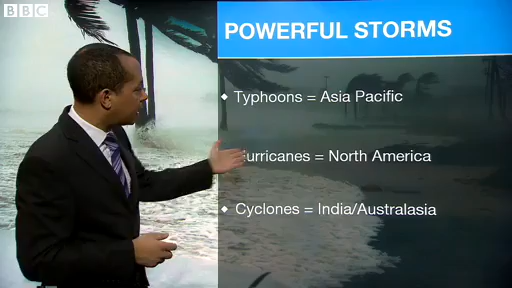 BBC
POWERFUL STORMS
Typhoons = Asia Pacific
urricanes = North America
Cyclones = India/Australasia